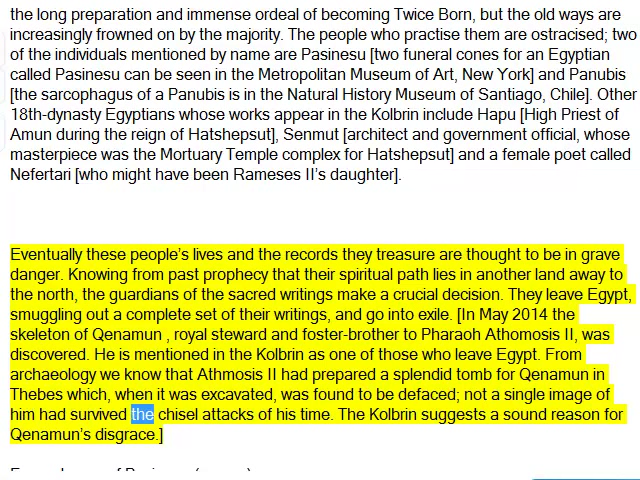 the long preparation and immense ordeal of becoming Twice Born, but the old ways are
increasingly frowned on by the majority. The people who practise them are ostracised; two
of the individuals mentioned by name are Pasinesu [two funeral cones for an Egyptian
called Pasinesu can be seen in the Metropolitan Museum of Art, New York] and Panubis
[the sarcophagus of a Panubis is in the Natural History Museum of Santiago, Chile]. Other
18th-dynasty Egyptians whose works appear in the Kolbrin include Hapu [High Priest of
Amun during the reign of Hatshepsut], Senmut [architect and government official, whose
masterpiece was the Mortuary Temple complex for Hatshepsut] and a female poet called
Nefertari [who might have been Rameses II’s daughter].
Eventually these people’s lives and the records they treasure are thought to be in grave
danger. Knowing from past prophecy that their spiritual path lies in another land away to
the north, the guardians of the sacred writings make a crucial decision. They leave Egypt,
smuggling out a complete set of their writings, and go into exile. [In May 2014 the
skeleton of Qenamun , royal steward and foster-brother to Pharaoh Athomosis II, was
discovered. He is mentioned in the Kolbrin as one of those who leave Egypt. From
archaeology we know that Athmosis II had prepared a splendid tomb for Qenamun in
Thebes which, when it was excavated, was found to be defaced; not a single image of
him had survived the chisel attacks of his time. The Kolbrin suggests a sound reason for
Qenamun’s disgrace.]